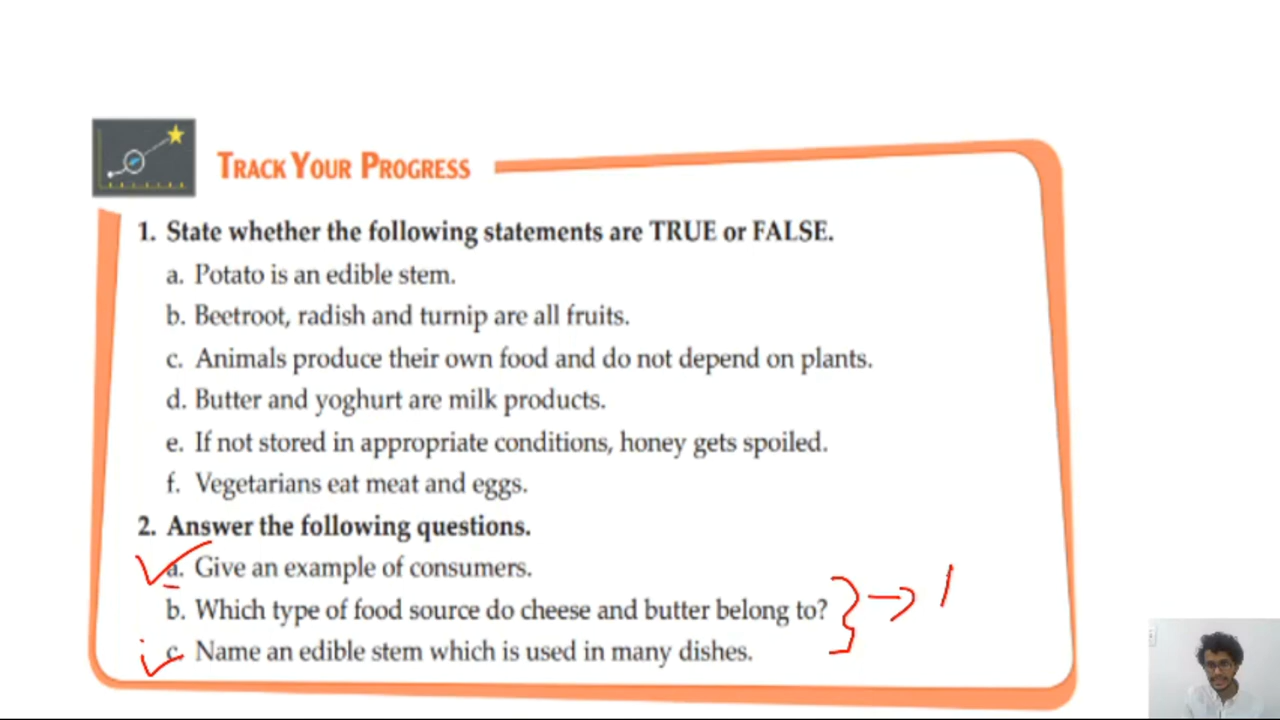 TRACK YOUR PROGRESS
1. State whether the following statements are TRUE or FALSE.
a. Potato is an edible stem.
b. Beetroot, radish and turnip are all fruits.
c. Animals produce their own food and do not depend on plants.
d. Butter and yoghurt are milk products.
e. If not stored in appropriate conditions, honey gets spoiled.
f. Vegetarians eat meat and eggs.
2. Answer the following questions.
a. Give an example of consumers.
b. Which type of food source do cheese and butter belong to?
c. Name an edible stem which is used in many dishes.